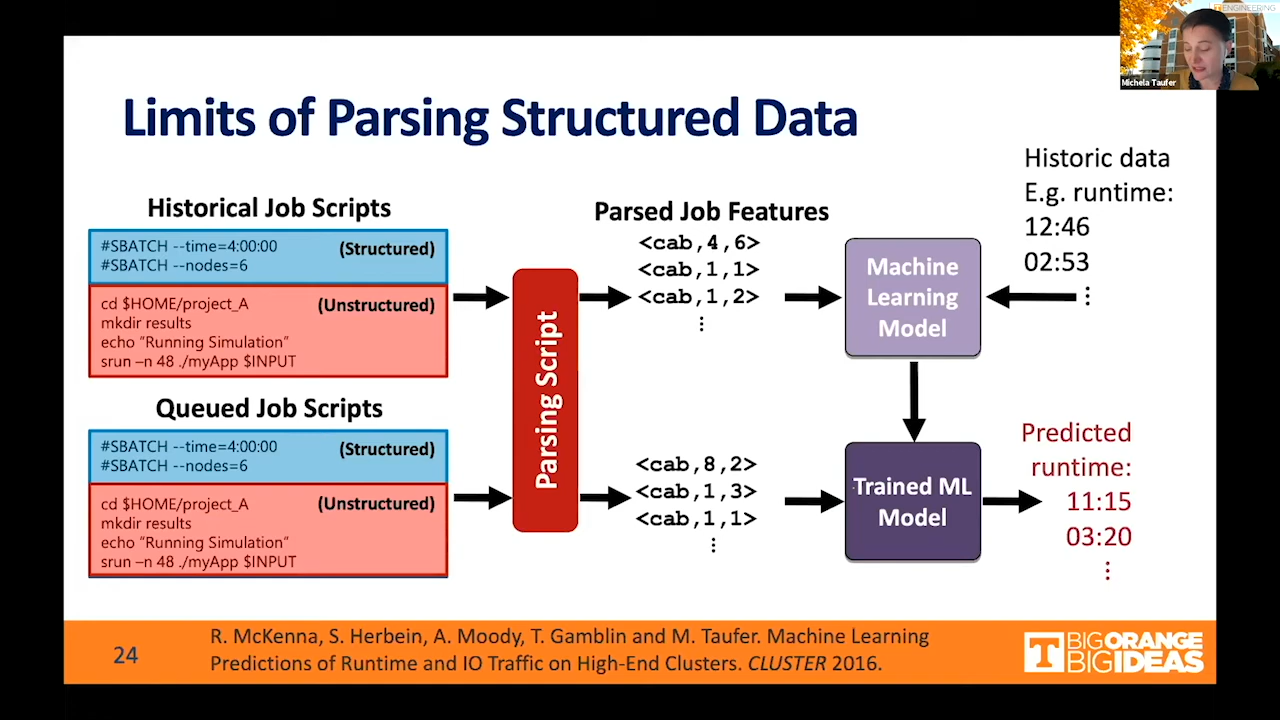 ENGINEERING
Michela Taufer
Limits of Parsing Structured Data
Historical Job Scripts
#SBATCH --time=4:00:00 (Structured)
#SBATCH --nodes=6
cd $HOME/project_A (Unstructured)
mkdir results
echo “Running Simulation”
srun –n 48 ./myApp $INPUT
Queued Job Scripts
#SBATCH --time=4:00:00 (Structured)
#SBATCH --nodes=6
cd $HOME/project_A (Unstructured)
mkdir results
echo “Running Simulation”
srun –n 48 ./myApp $INPUT
Parsing Script
Parsed Job Features
<cab,4,6>
<cab,1,1>
<cab,1,2>
⋮
<cab,8,2>
<cab,1,3>
<cab,1,1>
⋮
Machine
Learning
Model
Trained ML
Model
Historic data
E.g. runtime:
12:46
02:53
⋮
Predicted
runtime:
11:15
03:20
⋮
24
R. McKenna, S. Herbein, A. Moody, T. Gamblin and M. Taufer. Machine Learning
Predictions of Runtime and IO Traffic on High-End Clusters. CLUSTER 2016.
T
BIG ORANGE
BIG IDEAS